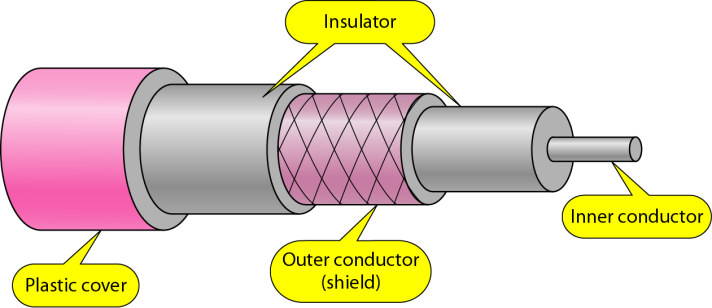 Insulator
Inner conductor
Outer conductor
(shield)
Plastic cover